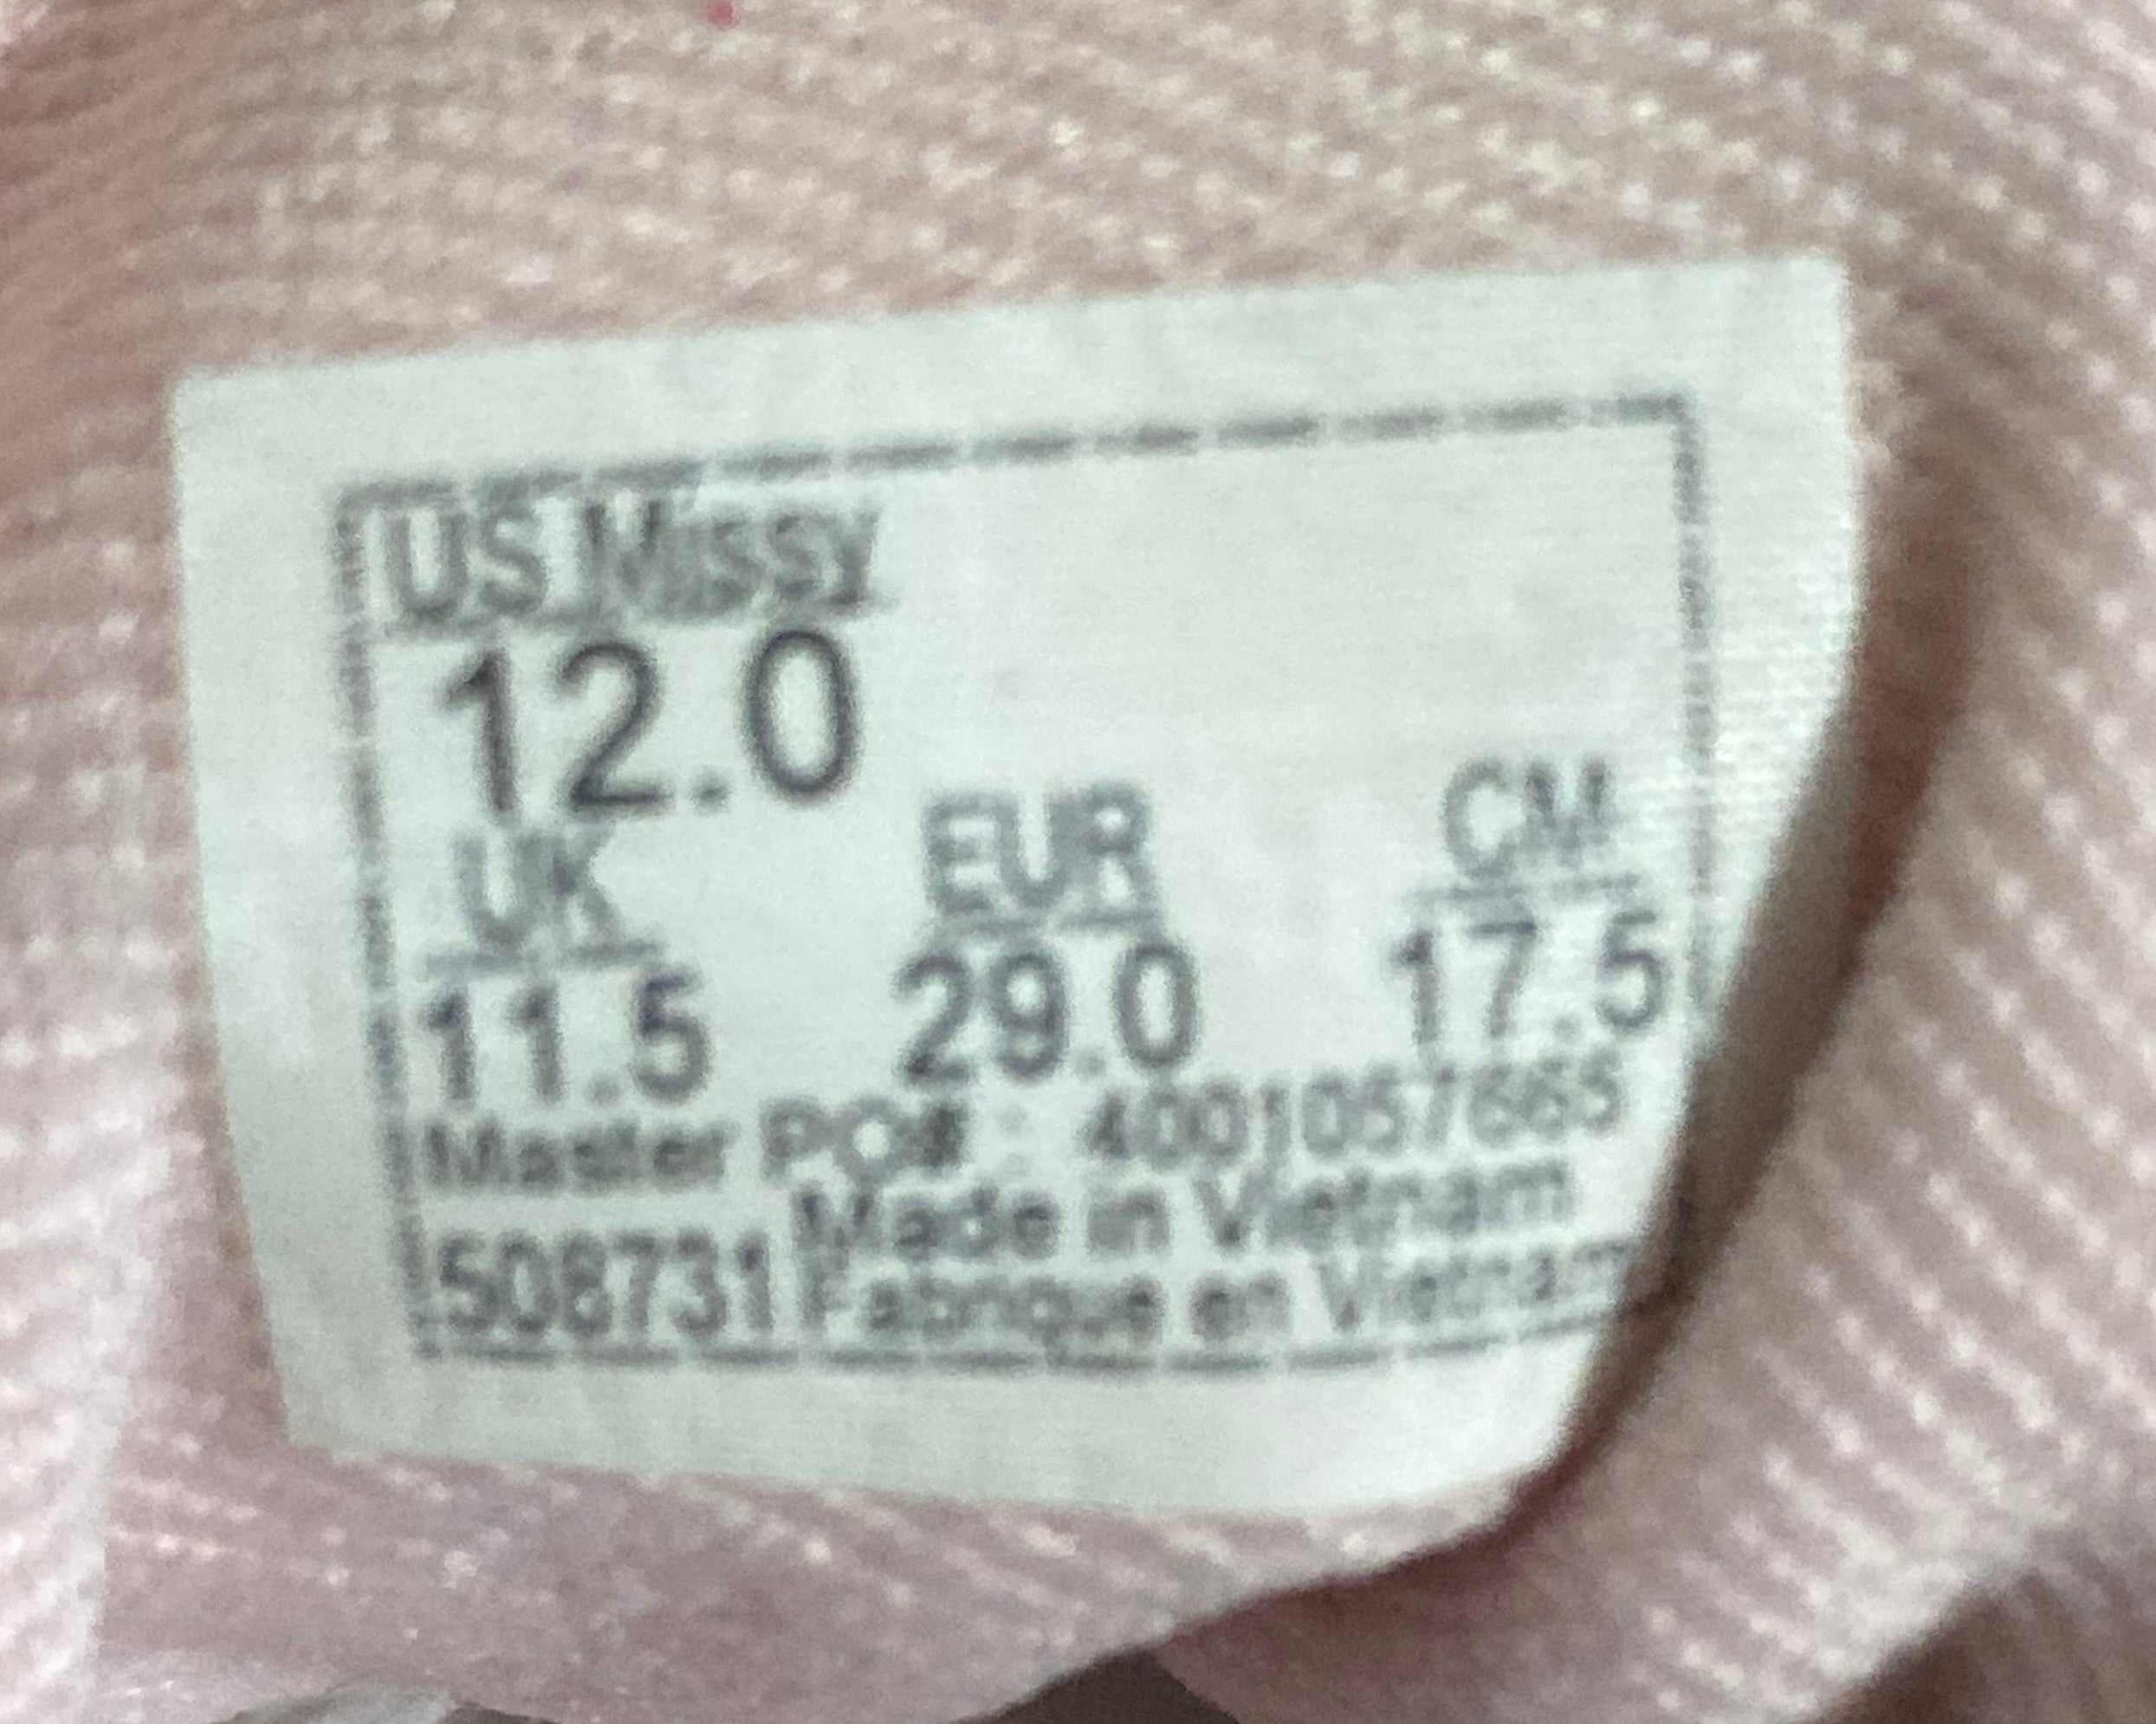 US Missy
12.0
UK EUR CM
11.5 29.0 17.5
Master PO# : 4001057665
Made in Vietnam
508731 Fabrique en Vietnam